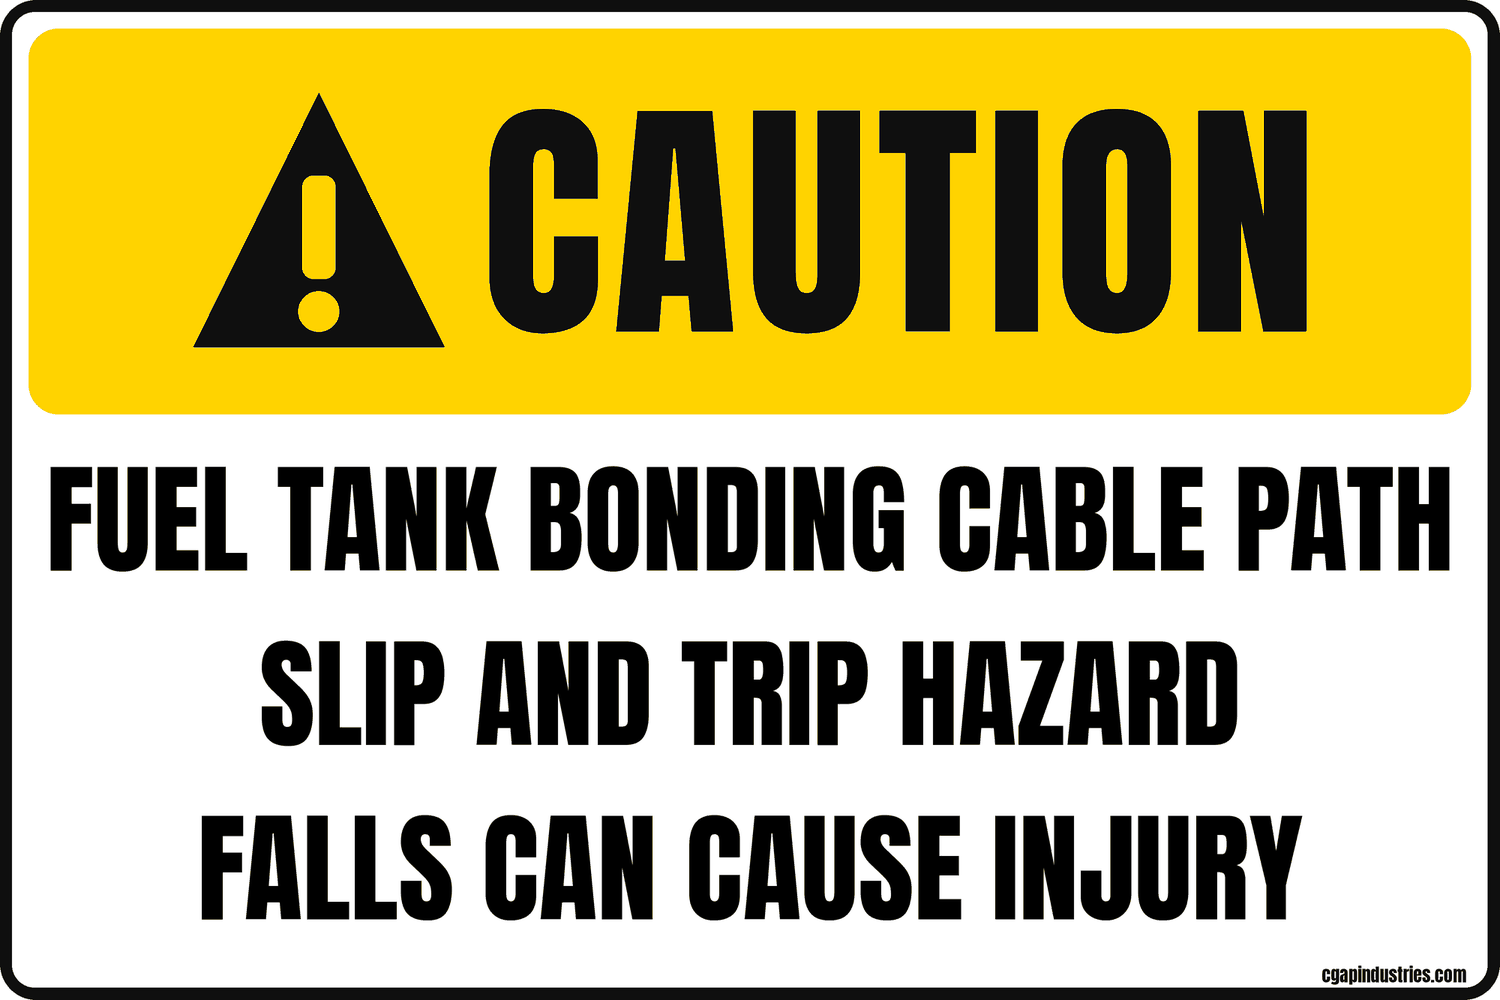 CAUTION
FUEL TANK BONDING CABLE PATH
SLIP AND TRIP HAZARD
FALLS CAN CAUSE INJURY
cgapindustries.com